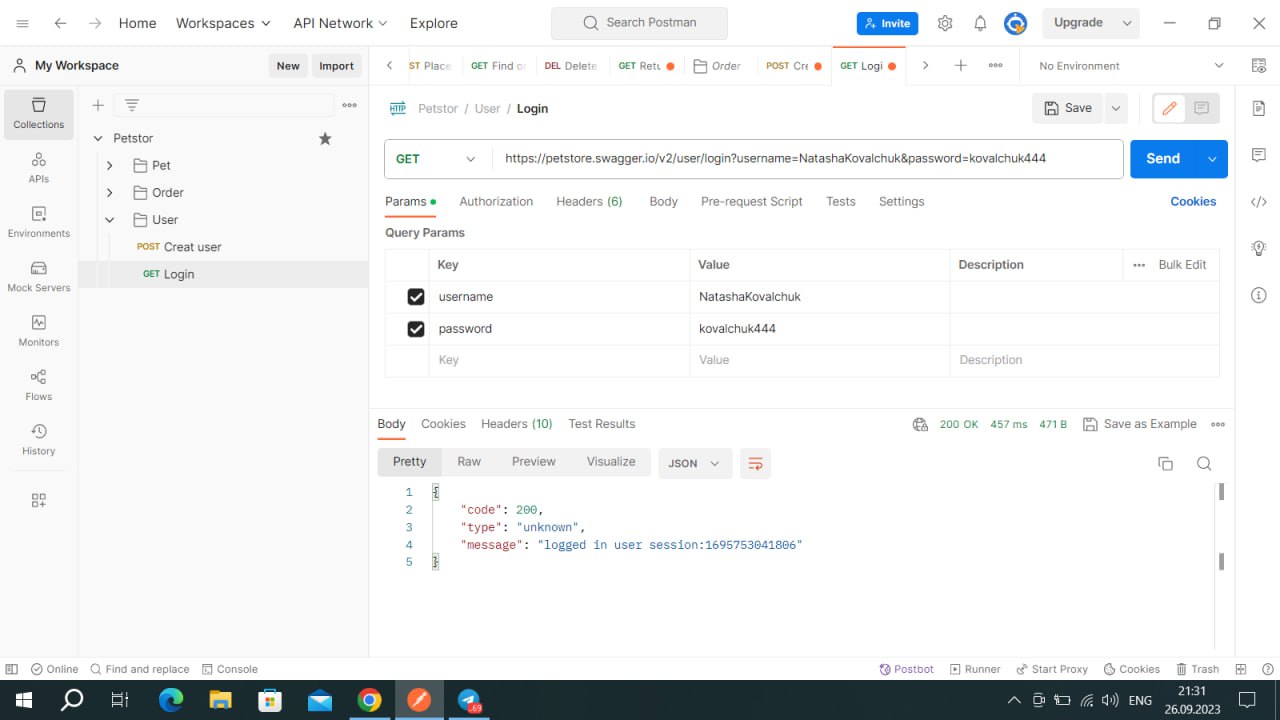 Home Workspaces API Network Explore Search Postman Invite Upgrade
My Workspace New Import ST Place GET Find or DEL Delete GET Retu Order POST Cre GET Logi No Environment
Collections
APIs
Environments
Mock Servers
Monitors
Flows
History
Petstor
Pet
Order
User
POST Creat user
GET Login
HTTP Petstor / User / Login Save
GET https://petstore.swagger.io/v2/user/login?username=NatashaKovalchuk&password=kovalchuk444 Send
Params Authorization Headers (6) Body Pre-request Script Tests Settings Cookies
Query Params
Key Value Description Bulk Edit
username NatashaKovalchuk
password kovalchuk444
Key Value Description
Body Cookies Headers (10) Test Results 200 OK 457 ms 471 B Save as Example
Pretty Raw Preview Visualize JSON
1 {
2 "code": 200,
3 "type": "unknown",
4 "message": "logged in user session:1695753041806"
5 }
Online Find and replace Console Postbot Runner Start Proxy Cookies Trash
69 ENG 21:31
26.09.2023